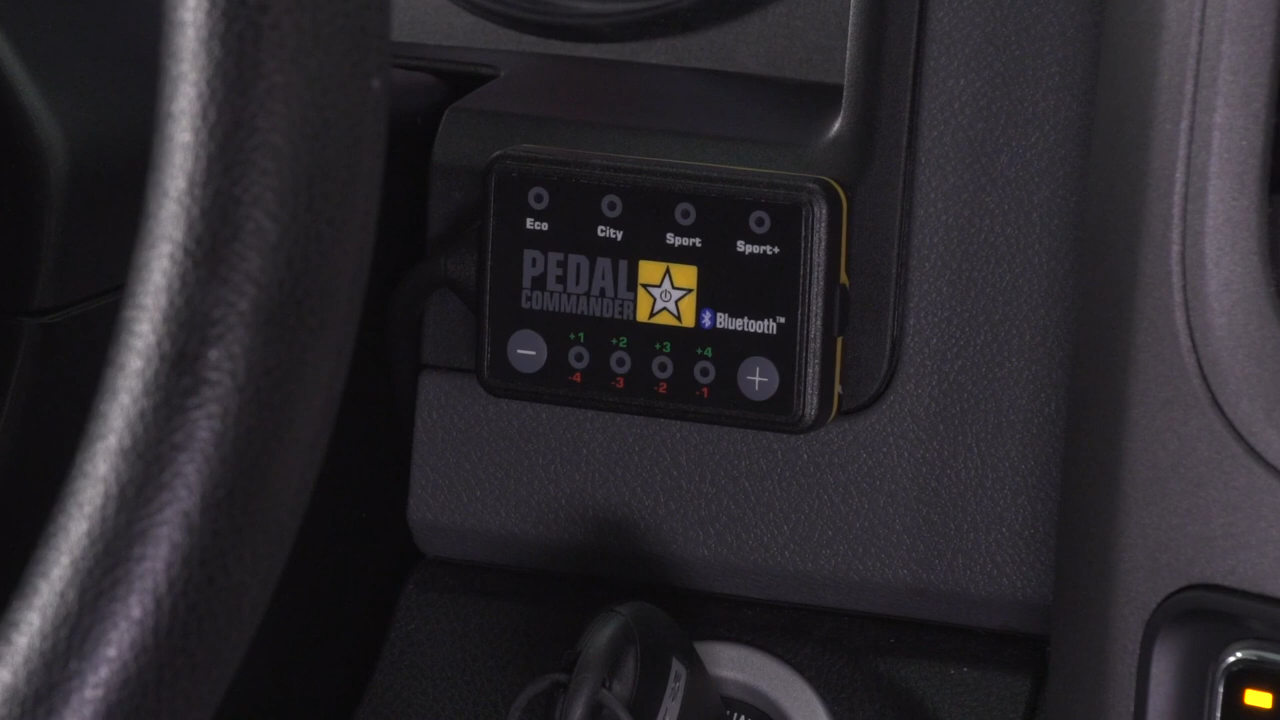 Eco City Sport Sport+
PEDAL
COMMANDER
Bluetooth™
+1 +2 +3 +4
− +
-4 -3 -2 -1